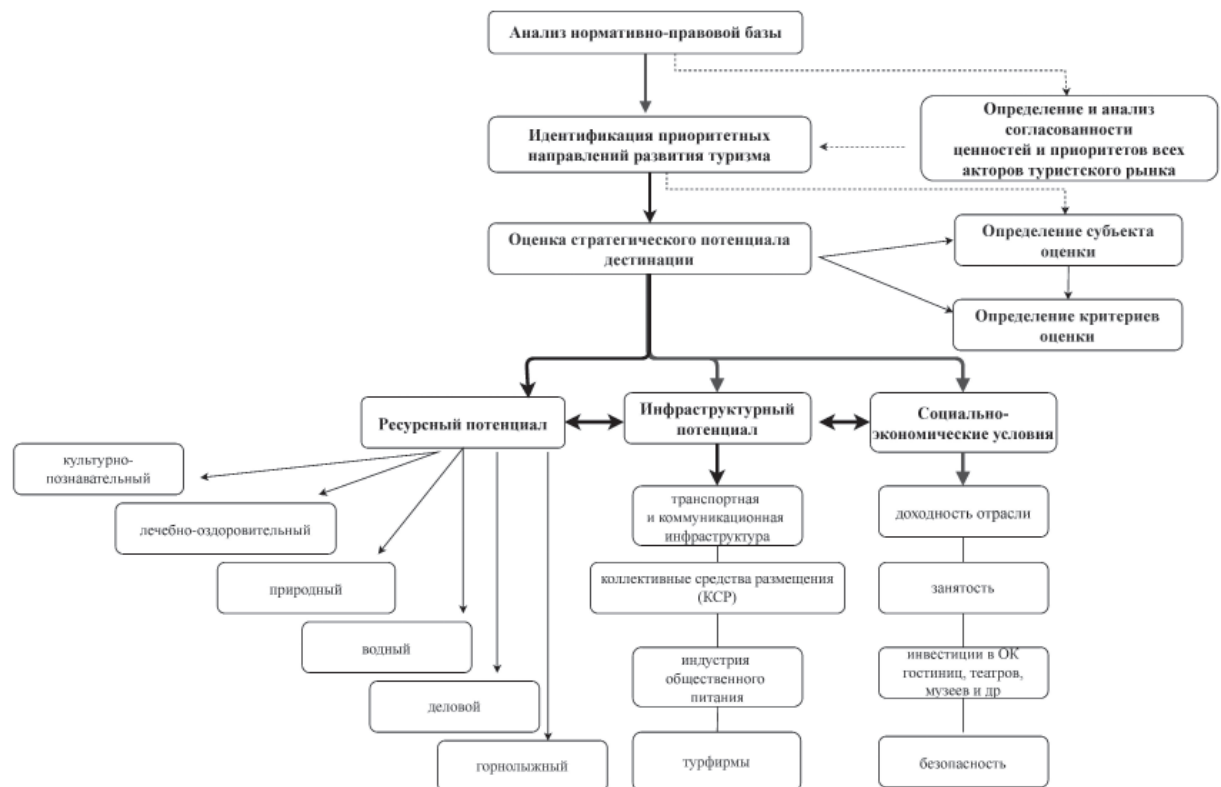 Анализ нормативно-правовой базы
Определение и анализ
согласованности
ценностей и приоритетов всех
акторов туристского рынка
Идентификация приоритетных
направлений развития туризма
Оценка стратегического потенциала
дестинации
Определение субъекта
оценки
Определение критериев
оценки
Ресурсный потенциал
Инфраструктурный
потенциал
Социально-
экономические условия
культурно-
познавательный
лечебно-оздоровительный
природный
водный
деловой
горнолыжный
транспортная
и коммуникационная
инфраструктура
коллективные средства размещения
(КСР)
индустрия
общественного
питания
турфирмы
доходность отрасли
занятость
инвестиции в ОК
гостиниц, театров,
музеев и др
безопасность